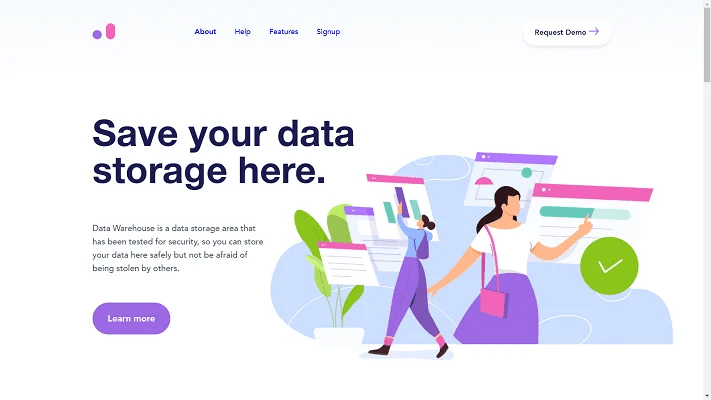 About Help Features Signup Request Demo
Save your data
storage here.
Data Warehouse is a data storage area that
has been tested for security, so you can store
your data here safely but not be afraid of
being stolen by others.
Learn more